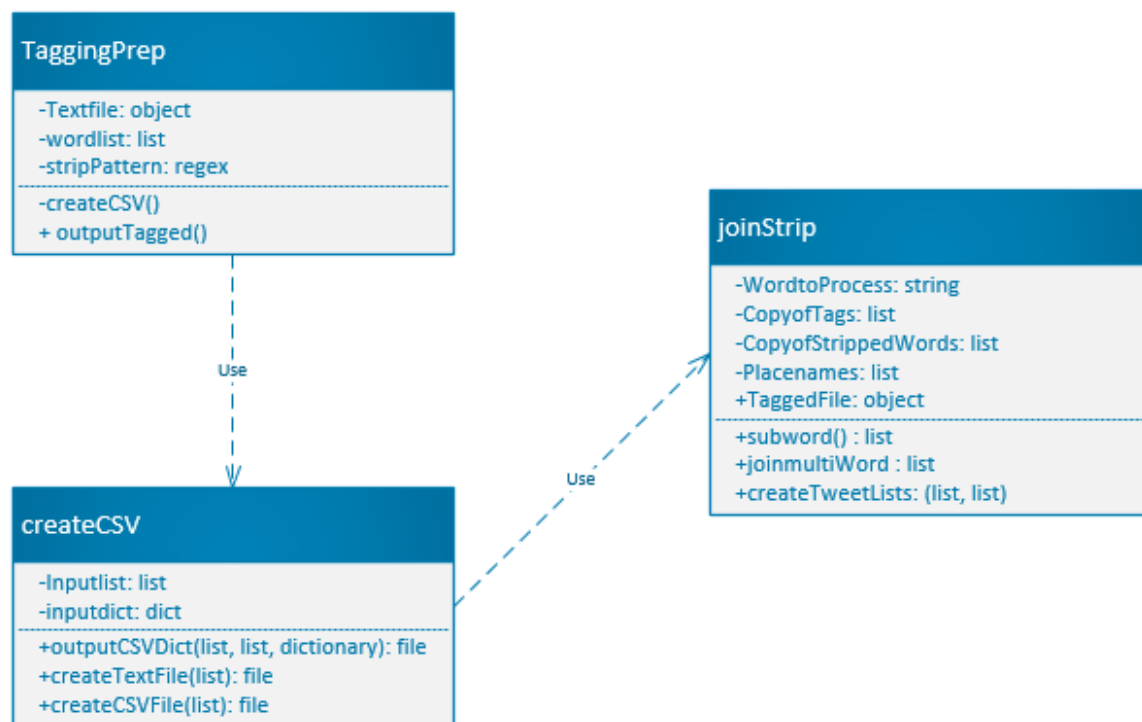 TaggingPrep
-Textfile: object
-wordlist: list
-stripPattern: regex
-createCSV()
+ outputTagged()
Use
createCSV
-Inputlist: list
-inputdict: dict
+outputCSVDict(list, list, dictionary): file
+createTextFile(list): file
+createCSVFile(list): file
Use
joinStrip
-WordtoProcess: string
-CopyofTags: list
-CopyofStrippedWords: list
-Placenames: list
+TaggedFile: object
+subword() : list
+joinmultiWord : list
+createTweetLists: (list, list)